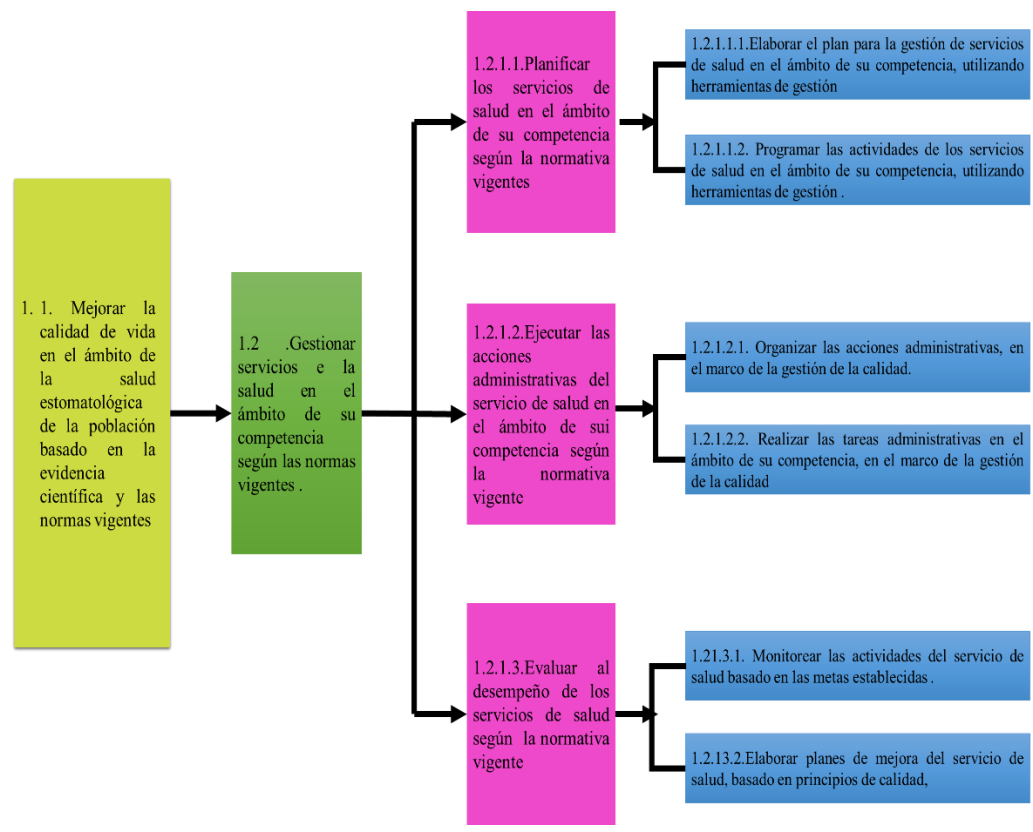 1. 1. Mejorar la
calidad de vida
en el ámbito de
la salud
estomatológica
de la población
basado en la
evidencia
científica y las
normas vigentes
1.2 .Gestionar
servicios e la
salud en el
ámbito de su
competencia
según las normas
vigentes .
1.2.1.1.Planificar
los servicios de
salud en el ámbito
de su competencia
según la normativa
vigentes
1.2.1.1.1.Elaborar el plan para la gestión de servicios
de salud en el ámbito de su competencia, utilizando
herramientas de gestión
1.2.1.1.2. Programar las actividades de los servicios
de salud en el ámbito de su competencia, utilizando
herramientas de gestión .
1.2.1.2.Ejecutar las
acciones
administrativas del
servicio de salud en
el ámbito de sui
competencia según
la normativa
vigente
1.2.1.2.1. Organizar las acciones administrativas, en
el marco de la gestión de la calidad.
1.2.1.2.2. Realizar las tareas administrativas en el
ámbito de su competencia, en el marco de la gestión
de la calidad
1.2.1.3.Evaluar al
desempeño de los
servicios de salud
según la normativa
vigente
1.21.3.1. Monitorear las actividades del servicio de
salud basado en las metas establecidas .
1.2.13.2.Elaborar planes de mejora del servicio de
salud, basado en principios de calidad,